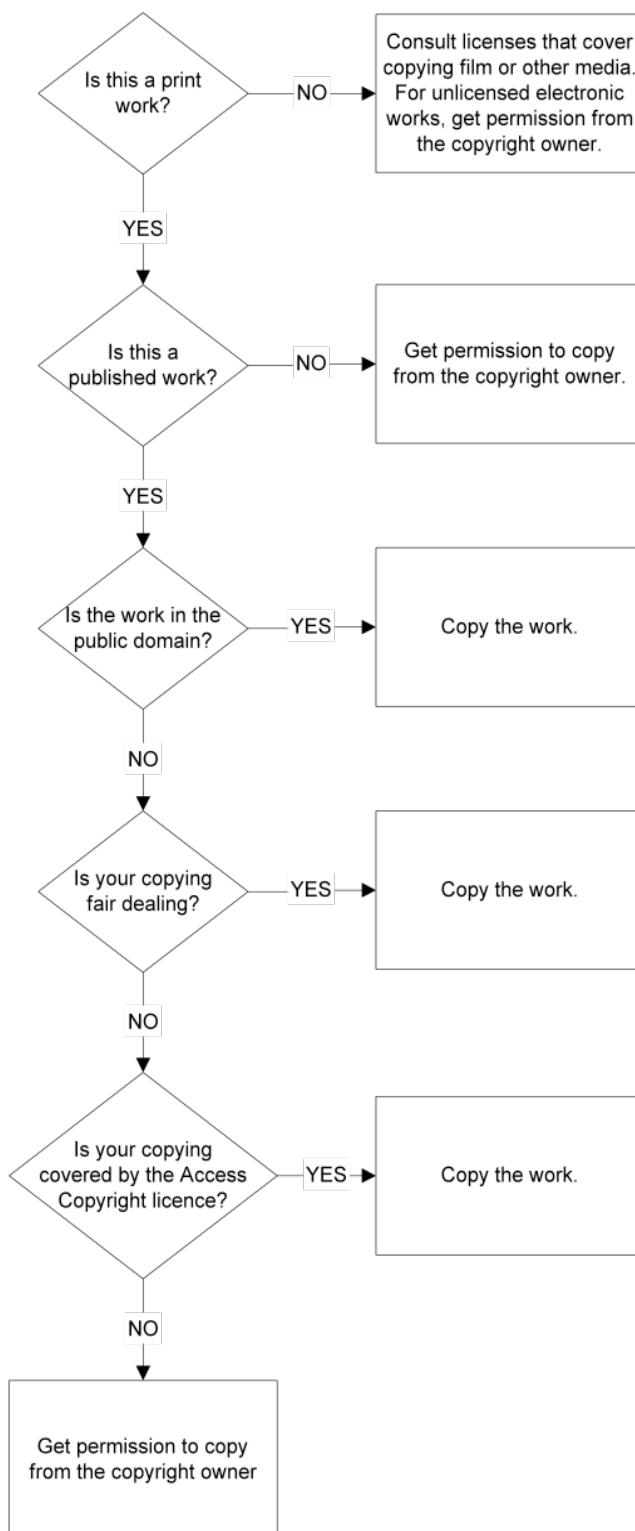 Is this a print
work?
NO
Consult licenses that cover
copying film or other media.
For unlicensed electronic
works, get permission from
the copyright owner.
YES
Is this a
published work?
NO
Get permission to copy
from the copyright owner.
YES
Is the work in the
public domain?
YES
Copy the work.
NO
Is your copying
fair dealing?
YES
Copy the work.
NO
Is your copying
covered by the Access
Copyright licence?
YES
Copy the work.
NO
Get permission to copy
from the copyright owner